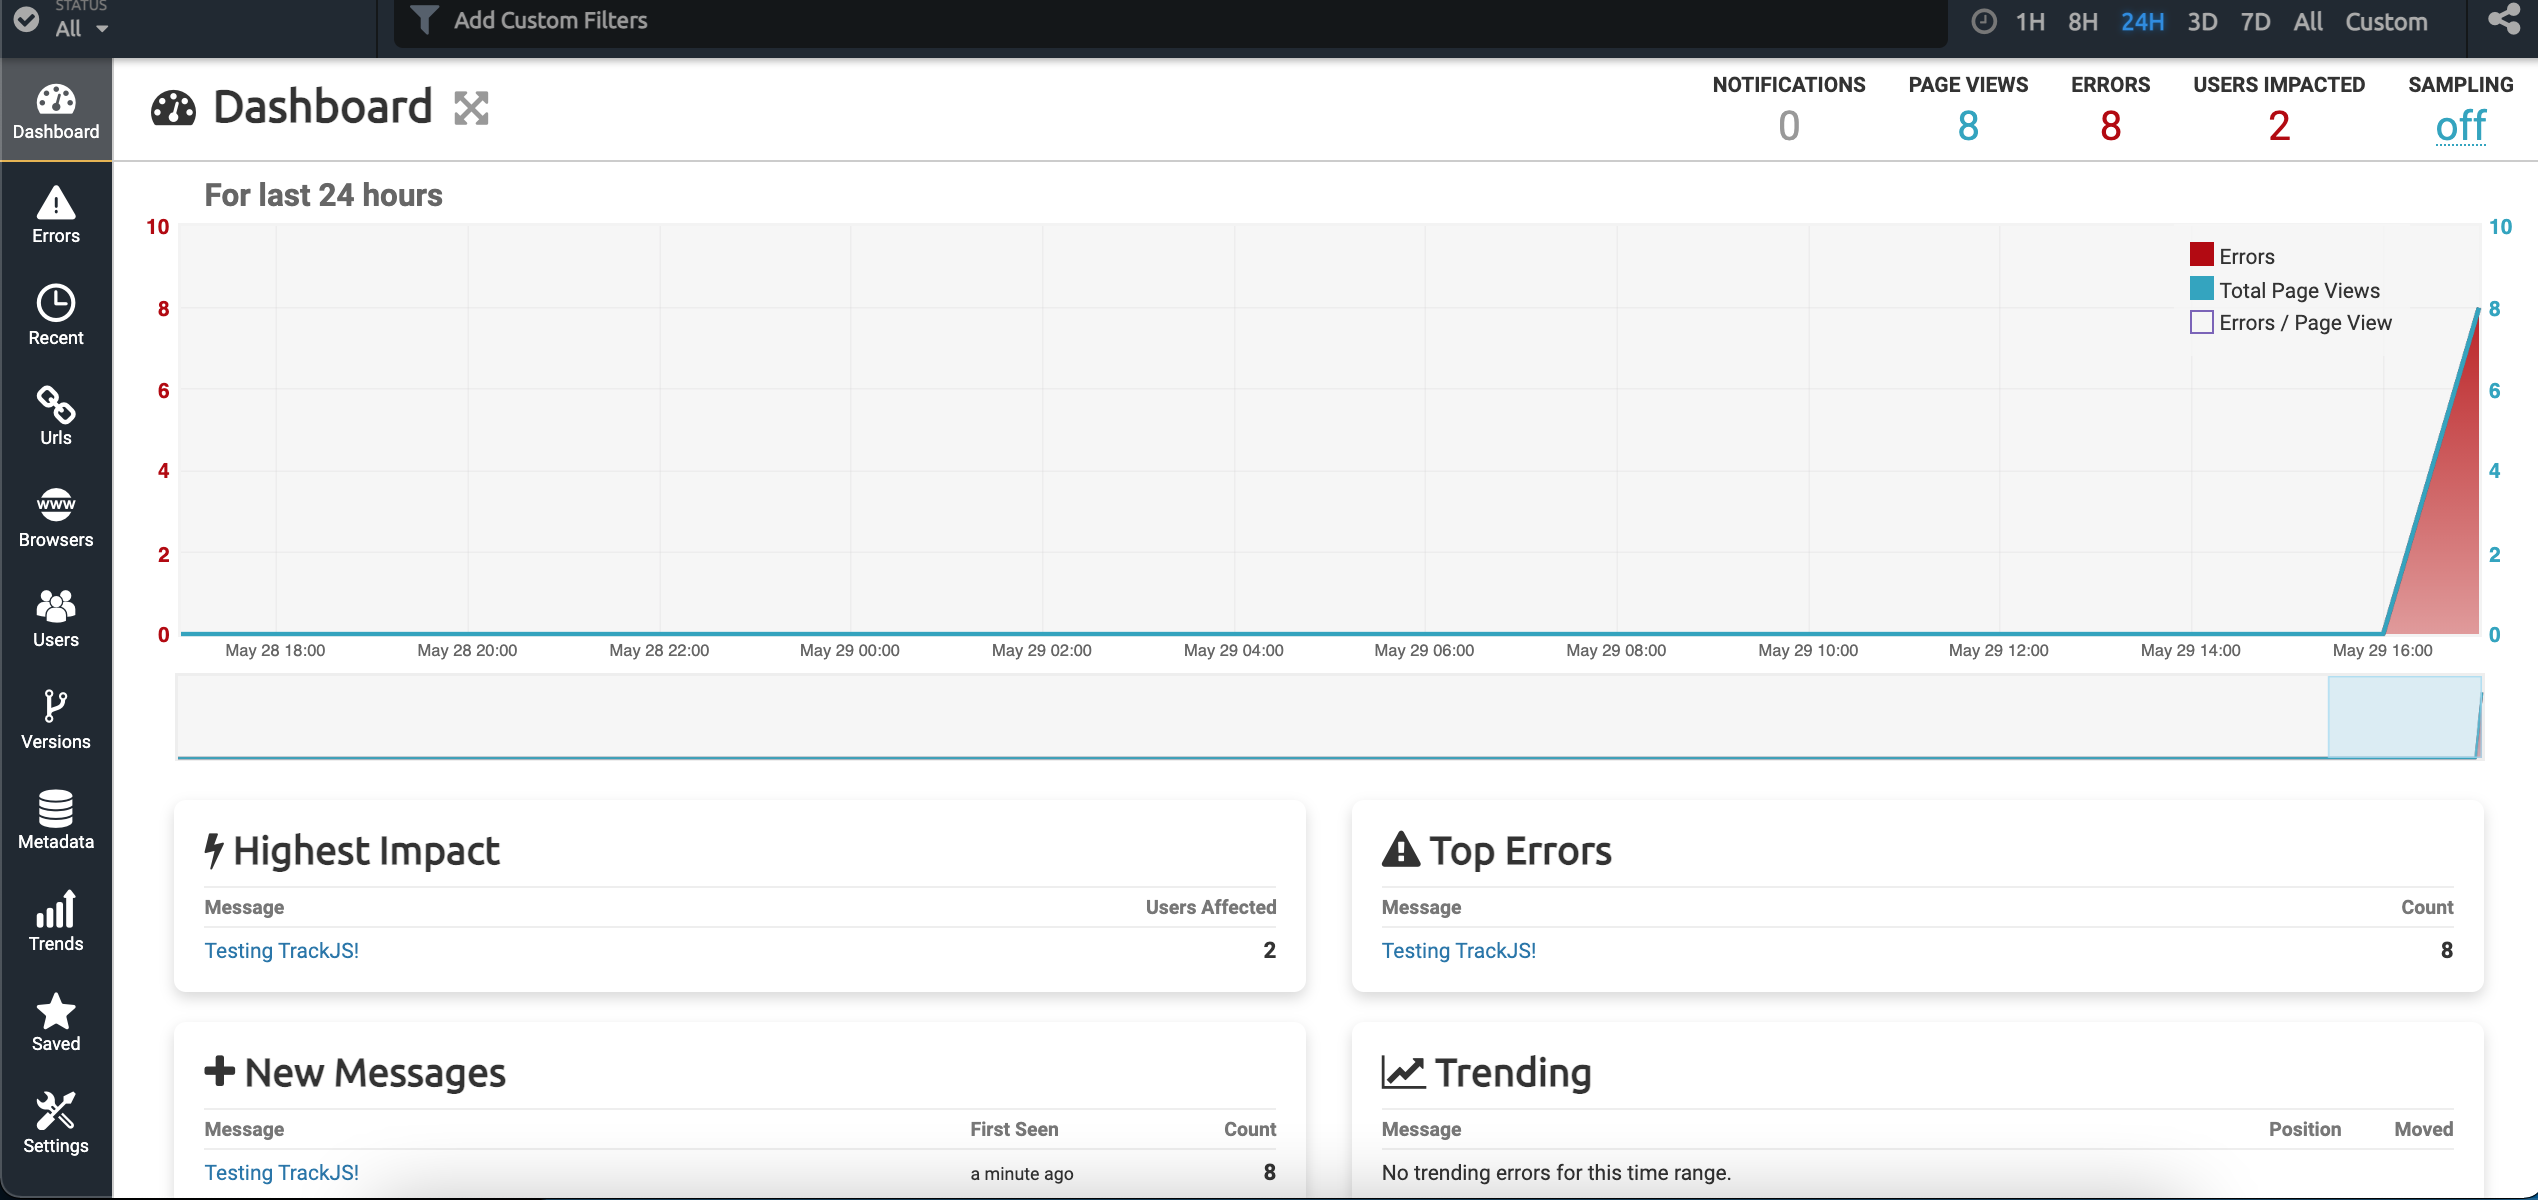 STATUS
All
Add Custom Filters
1H 8H 24H 3D 7D All Custom
Dashboard
Errors
Recent
Urls
www
Browsers
Users
Versions
Metadata
Trends
Saved
Settings
Dashboard
NOTIFICATIONS PAGE VIEWS ERRORS USERS IMPACTED SAMPLING
0 8 8 2 off
For last 24 hours
10 10
8 8
6 6
4 4
2 2
0 0
Errors
Total Page Views
Errors / Page View
May 28 18:00 May 28 20:00 May 28 22:00 May 29 00:00 May 29 02:00 May 29 04:00 May 29 06:00 May 29 08:00 May 29 10:00 May 29 12:00 May 29 14:00 May 29 16:00
Highest Impact
Message Users Affected
Testing TrackJS! 2
Top Errors
Message Count
Testing TrackJS! 8
New Messages
Message First Seen Count
Testing TrackJS! a minute ago 8
Trending
Message Position Moved
No trending errors for this time range.